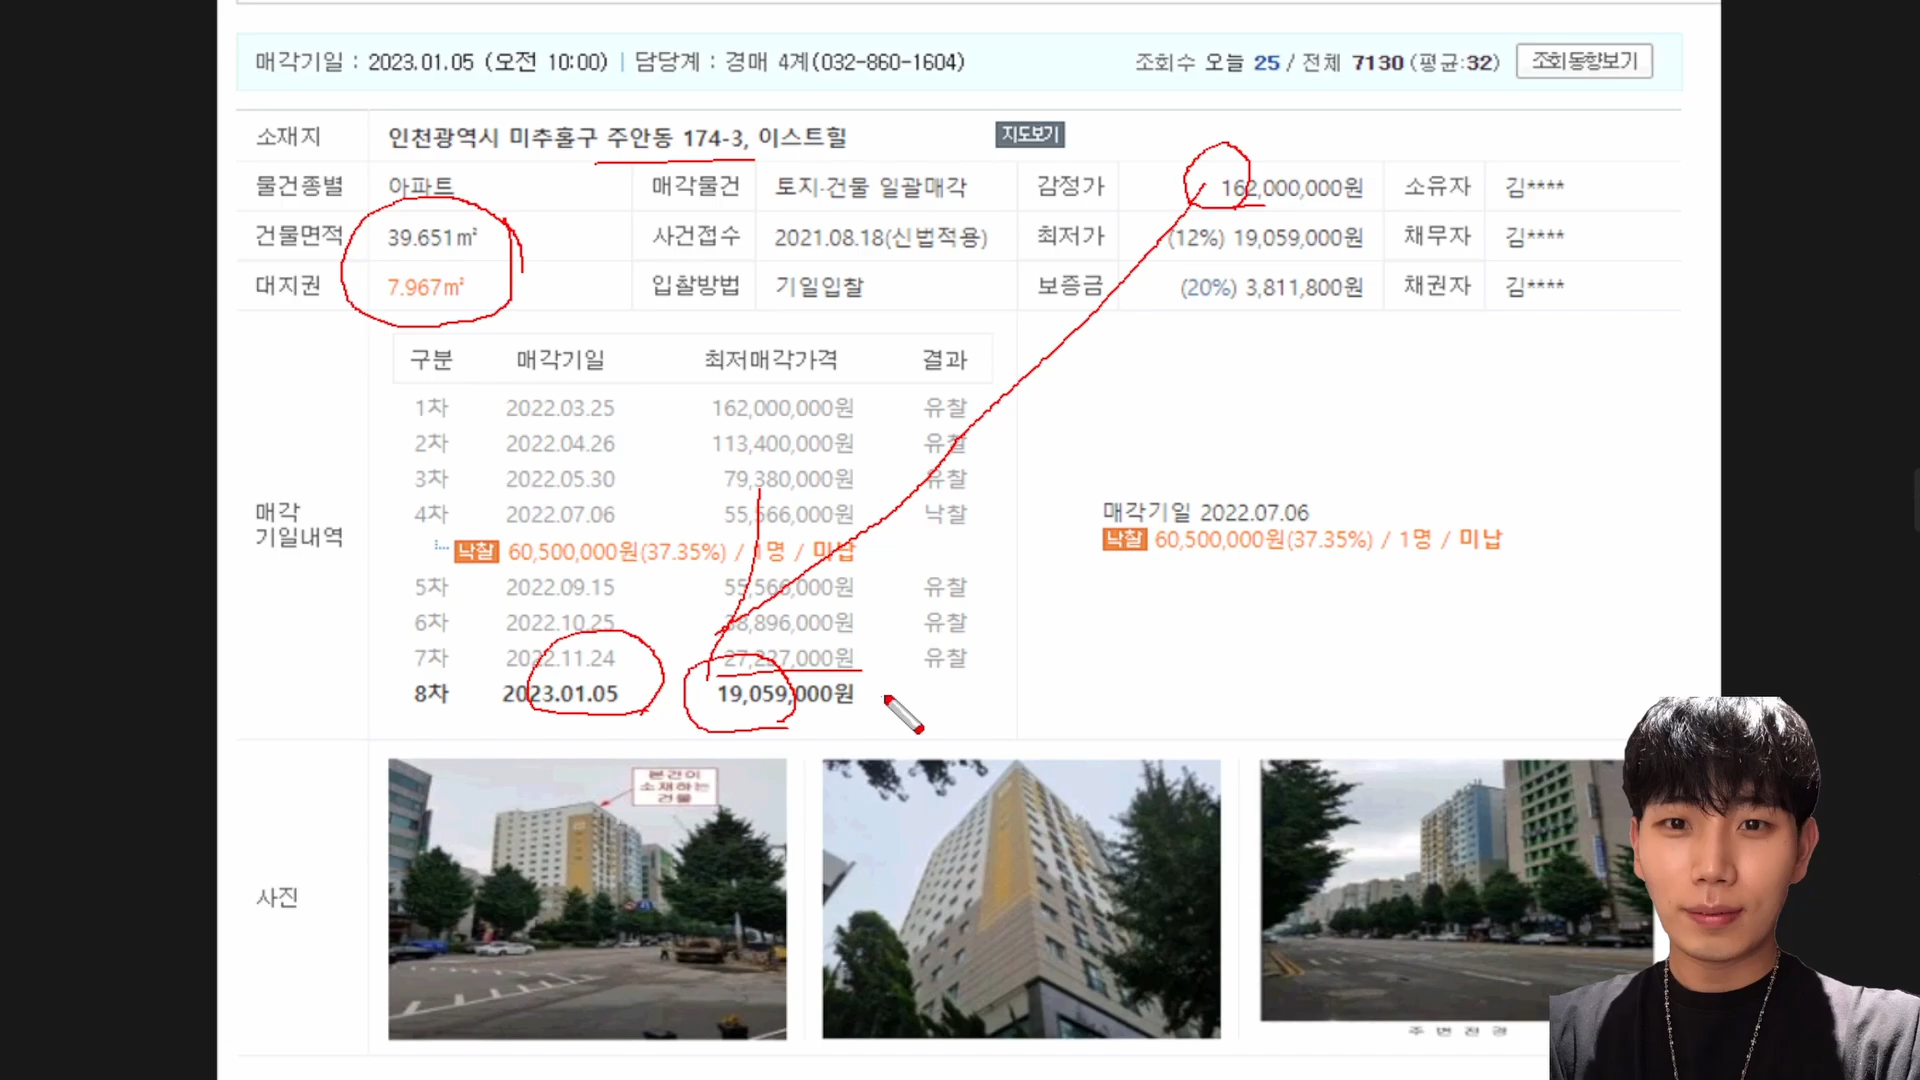 매각기일 : 2023.01.05 (오전 10:00) | 담당계 : 경매 4계(032-860-1604) 조회수 오늘 25 / 전체 7130 (평균:32) 조회동향보기
소재지 인천광역시 미추홀구 주안동 174-3, 이스트힐 지도보기
물건종별 아파트 매각물건 토지·건물 일괄매각 감정가 162,000,000원 소유자 김****
건물면적 39.651㎡ 사건접수 2021.08.18(신법적용) 최저가 (12%) 19,059,000원 채무자 김****
대지권 7.967㎡ 입찰방법 기일입찰 보증금 (20%) 3,811,800원 채권자 김****
매각
기일내역
구분 매각기일 최저매각가격 결과
1차 2022.03.25 162,000,000원 유찰
2차 2022.04.26 113,400,000원 유찰
3차 2022.05.30 79,380,000원 유찰
4차 2022.07.06 55,566,000원 낙찰
낙찰 60,500,000원(37.35%) / 1명 / 미납
5차 2022.09.15 55,566,000원 유찰
6차 2022.10.25 38,896,000원 유찰
7차 2022.11.24 27,227,000원 유찰
8차 2023.01.05 19,059,000원
매각기일 2022.07.06
낙찰 60,500,000원(37.35%) / 1명 / 미납
사진
본건이
소재하는
건물
주 변 전 경